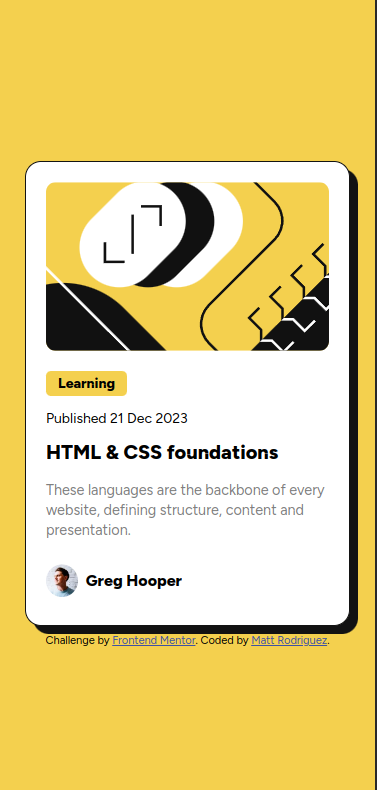 Learning
Published 21 Dec 2023
HTML & CSS foundations
These languages are the backbone of every
website, defining structure, content and
presentation.
Greg Hooper
Challenge by Frontend Mentor. Coded by Matt Rodriguez.